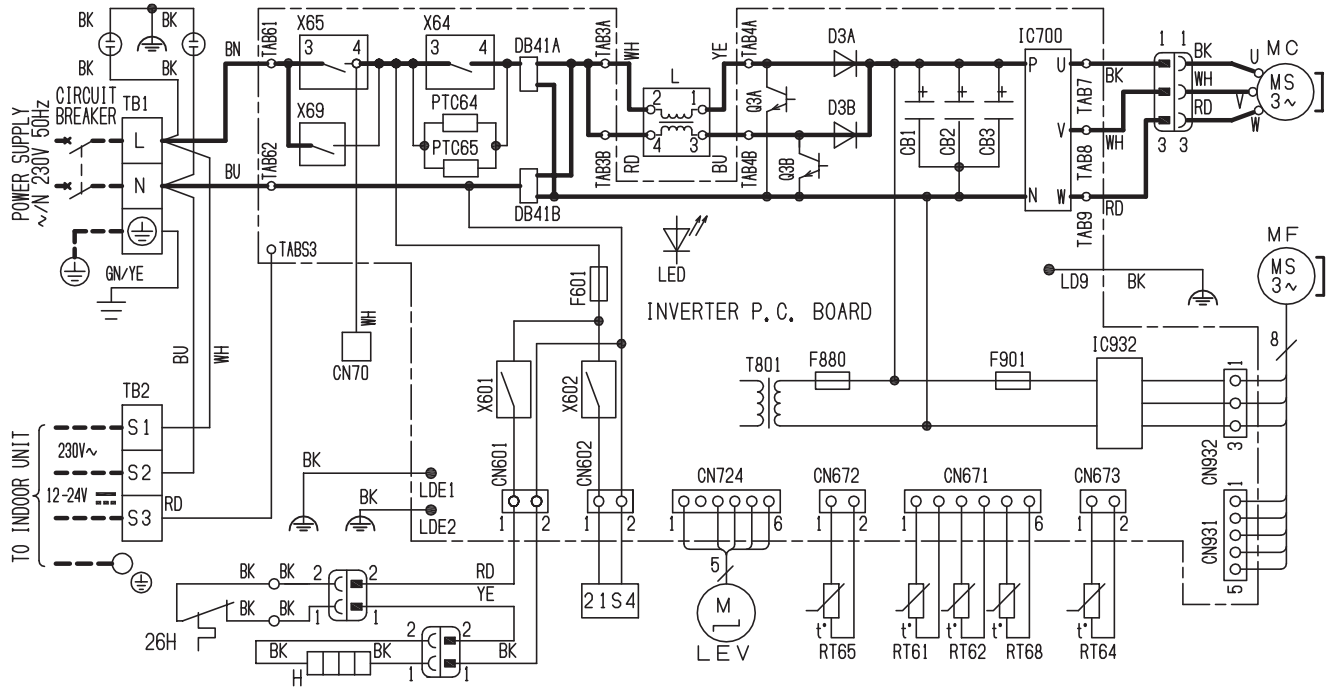 BK
BK
BK
BK
POWER SUPPLY
~/N 230V 50Hz
CIRCUIT
BREAKER
TB1
L
N
GN/YE
BN
BU
TAB61
TAB62
X65
3 4
X69
3
X64
3 4
PTC64
PTC65
DB41A
DB41B
TAB3A
TAB3B
WH
RD
L
2 1
4 3
YE
BU
TAB4A
TAB4B
Q3A
Q3B
D3A
D3B
CB1
+
CB2
+
CB3
+
IC700
P
N
U
V
W
TAB7
TAB8
TAB9
BK
WH
RD
1 1
3 3
BK
WH
RD
U
V
W
MC
MS
3~
TABS3
LED
INVERTER P.C. BOARD
LD9
BK
MF
MS
3~
8
F601
WH
CN70
X601
X602
T801
F880
F901
IC932
1
3
CN932
BU
WH
TB2
TO INDOOR UNIT
S1
230V~
S2
12-24V
S3
RD
BK
LDE1
BK
LDE2
CN601
1 2
CN602
1 2
21S4
CN724
1 6
5
M
LEV
CN672
1 2
t°
RT65
CN671
1 6
t°
t°
t°
RT61
RT62
RT68
CN673
1 2
t°
RT64
CN931
1
5
26H
BK
BK
BK
BK
2 2
1 1
RD
YE
H
BK
BK
2 2
1 1
BK